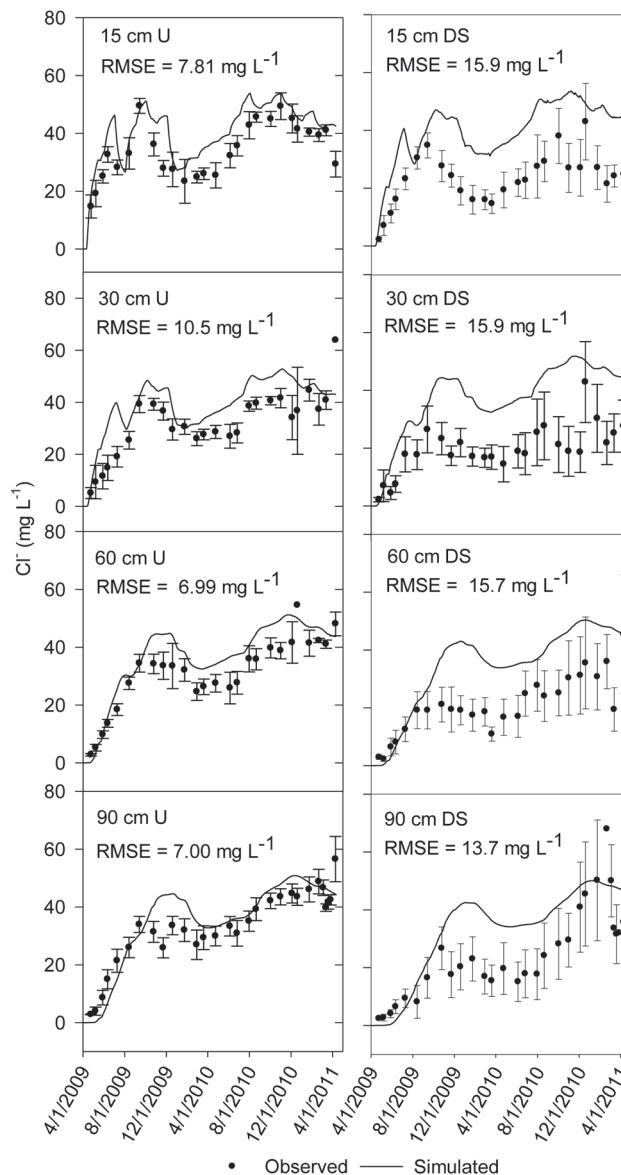 80
15 cm U
15 cm DS
RMSE = 7.81 mg L-1
RMSE = 15.9 mg L-1
60
40
20
0
80
30 cm U
30 cm DS
RMSE = 10.5 mg L-1
RMSE = 15.9 mg L-1
60
40
20
0
Cl- (mg L-1)
80
60 cm U
60 cm DS
RMSE = 6.99 mg L-1
RMSE = 15.7 mg L-1
60
40
20
0
80
90 cm U
90 cm DS
RMSE = 7.00 mg L-1
RMSE = 13.7 mg L-1
60
40
20
0
4/1/2009
8/1/2009
12/1/2009
4/1/2010
8/1/2010
12/1/2010
4/1/2011
4/1/2009
8/1/2009
12/1/2009
4/1/2010
8/1/2010
12/1/2010
4/1/2011
Observed
Simulated